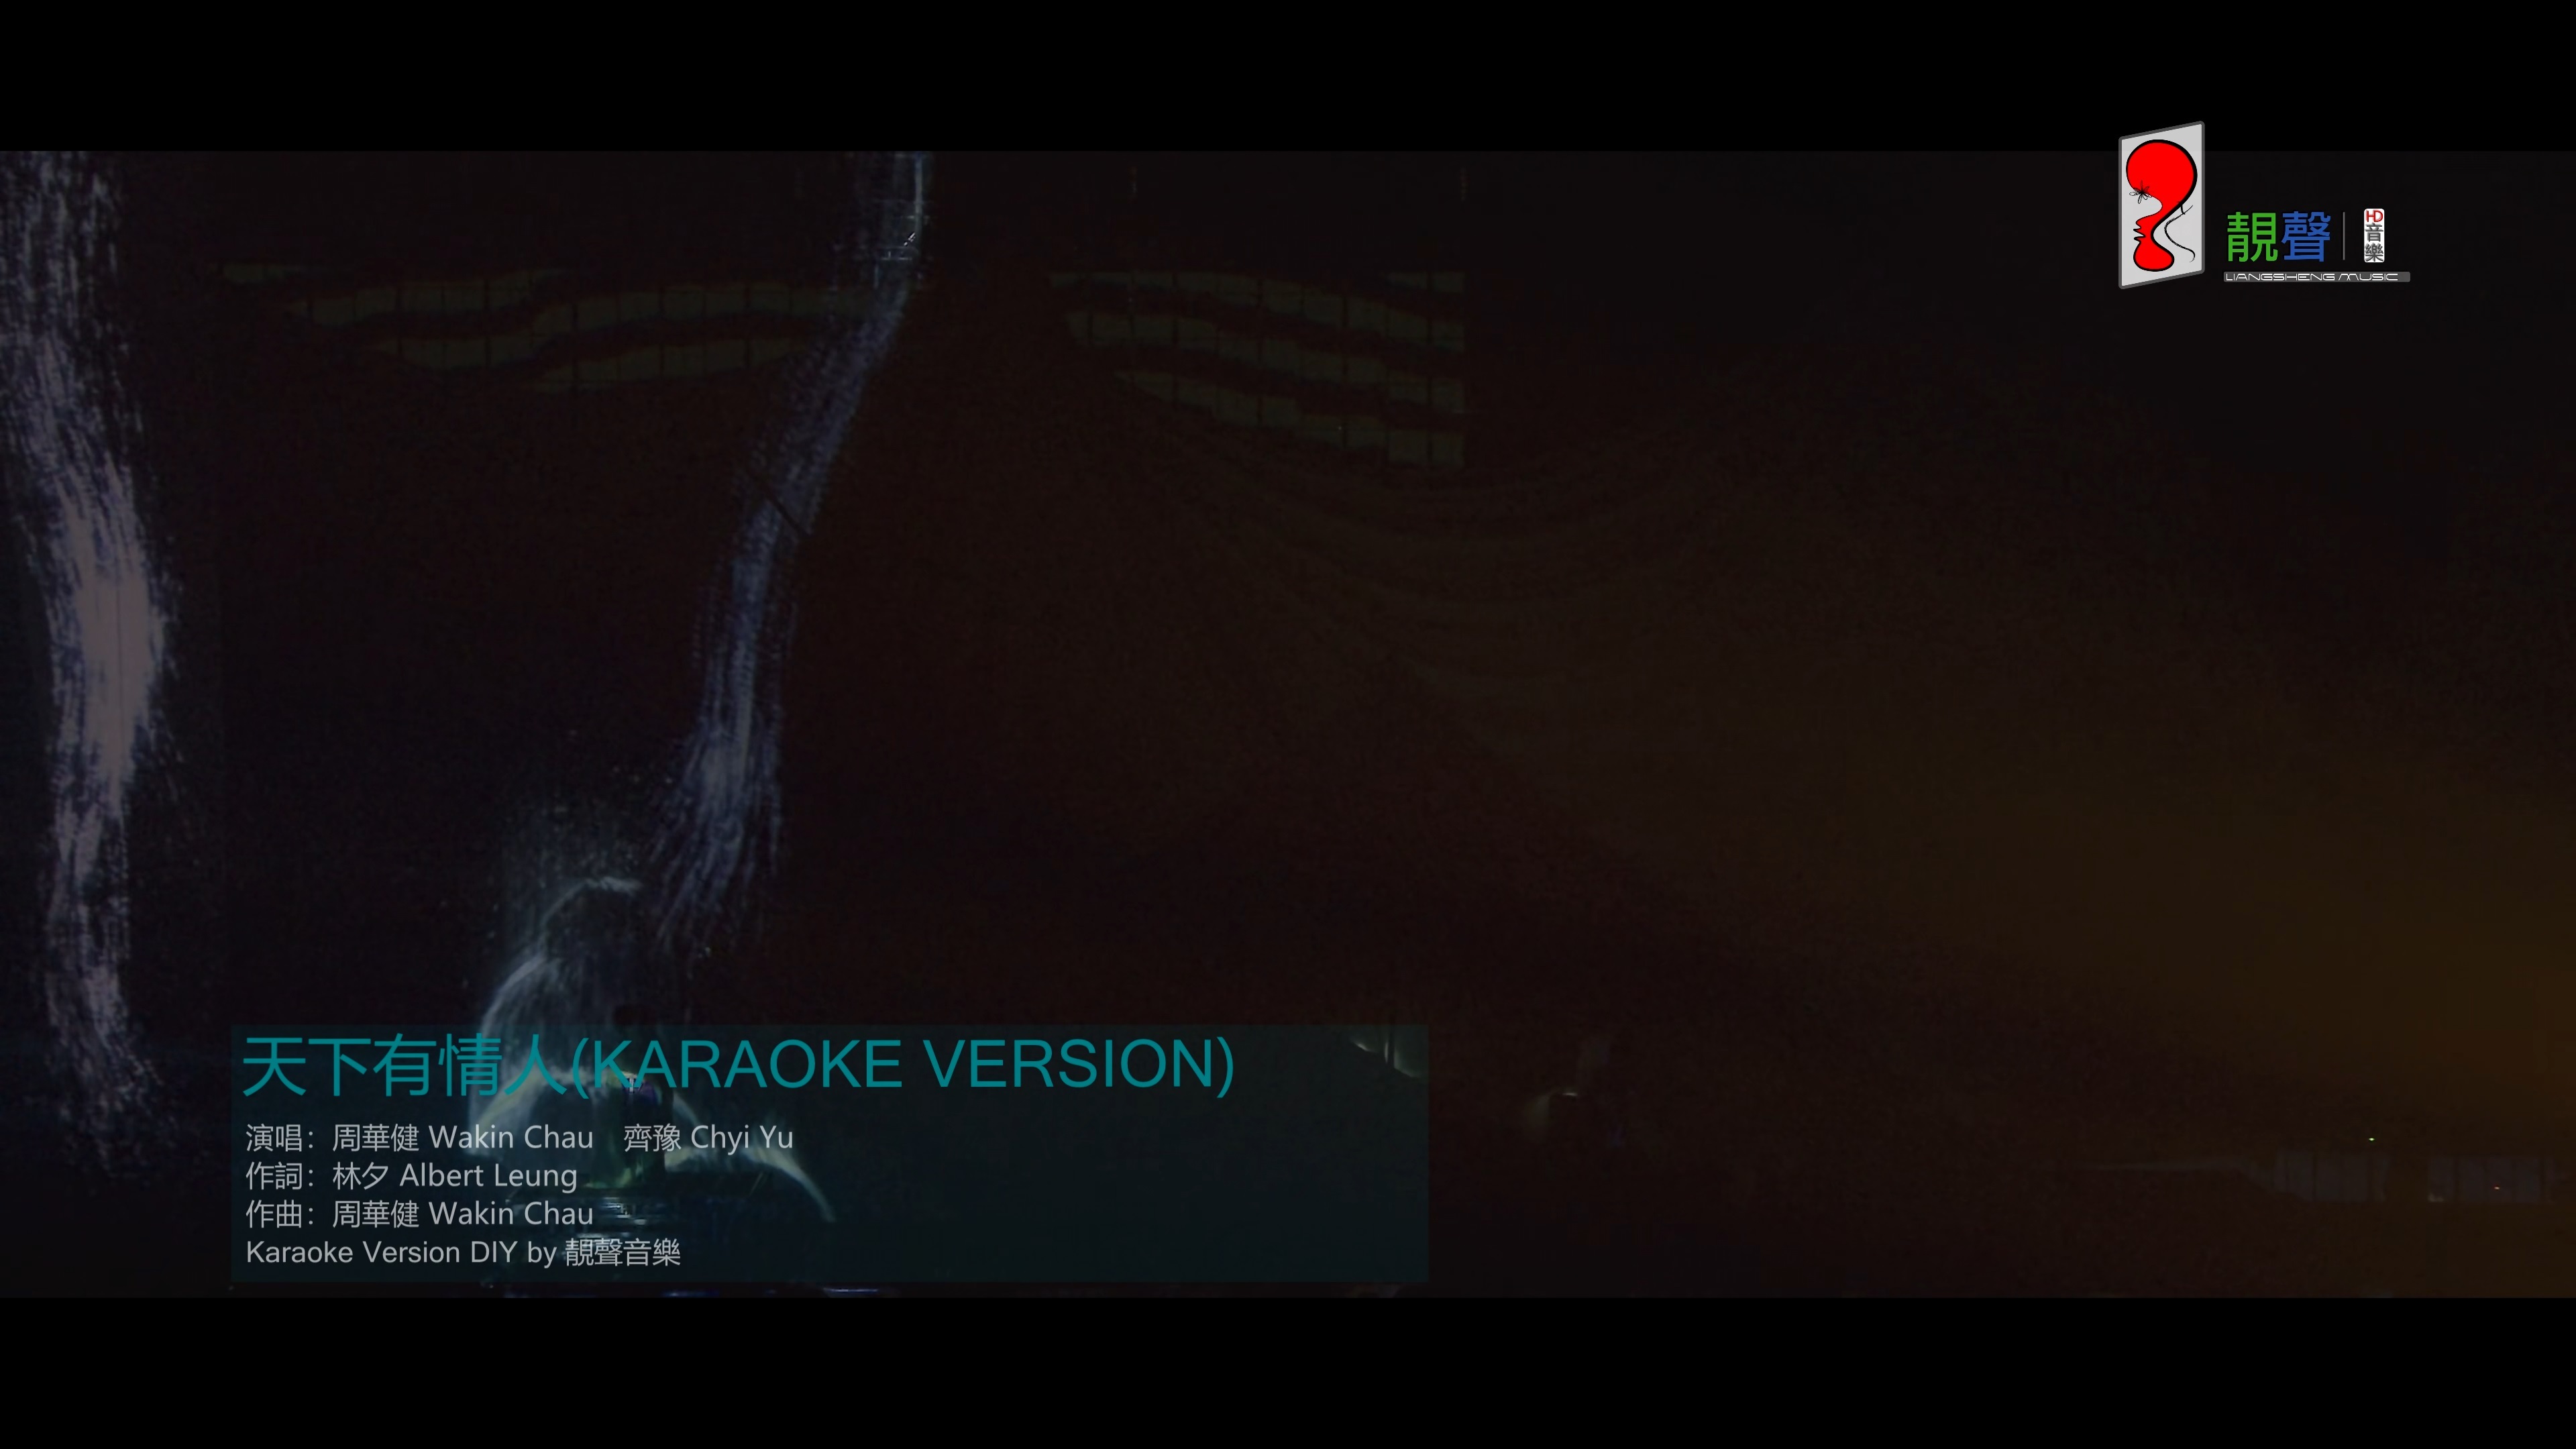 靚聲
HD
音
樂
LIANGSHENG MUSIC
天下有情人(KARAOKE VERSION)
演唱：周華健 Wakin Chau　齊豫 Chyi Yu
作詞：林夕 Albert Leung
作曲：周華健 Wakin Chau
Karaoke Version DIY by 靚聲音樂